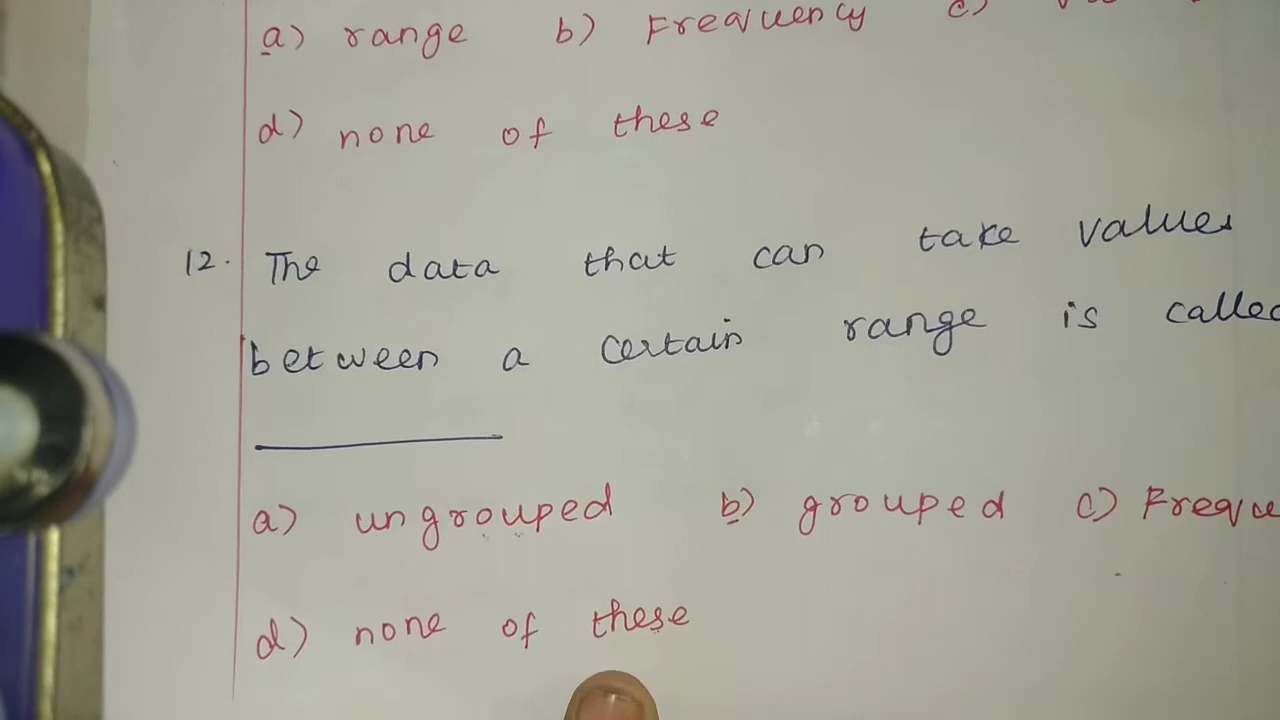 a) range b) Frequency c)
d) none of these
12. The data that can take values
between a certain range is called
a) ungrouped b) grouped c) Freque
d) none of these